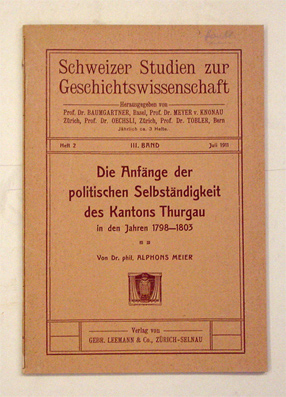 Schweizer Studien zur
Geschichtswissenschaft
Herausgegeben von
Prof. Dr. BAUMGARTNER, Basel, Prof. Dr. MEYER v. KNONAU
Zürich, Prof. Dr. OECHSLI, Zürich, Prof. Dr. TOBLER, Bern
Jährlich ca. 3 Hefte.
Heft 2 III. BAND Juli 1911
Die Anfänge der
politischen Selbständigkeit
des Kantons Thurgau
in den Jahren 1798—1803
Von Dr. phil. ALPHONS MEIER
Verlag von
GEBR. LEEMANN & Co., ZÜRICH-SELNAU